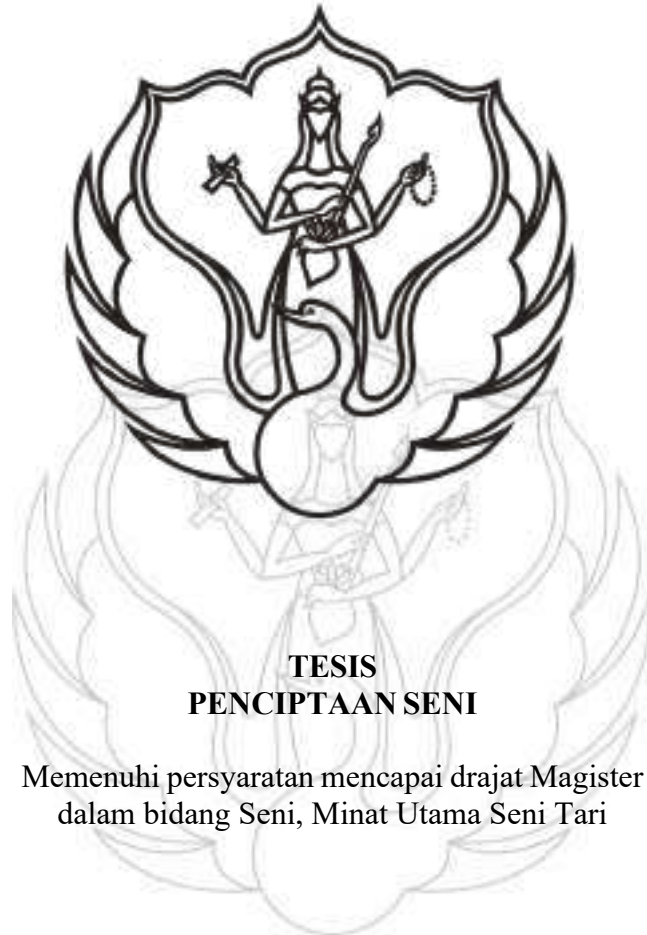 TESIS
PENCIPTAAN SENI
Memenuhi persyaratan mencapai drajat Magister
dalam bidang Seni, Minat Utama Seni Tari